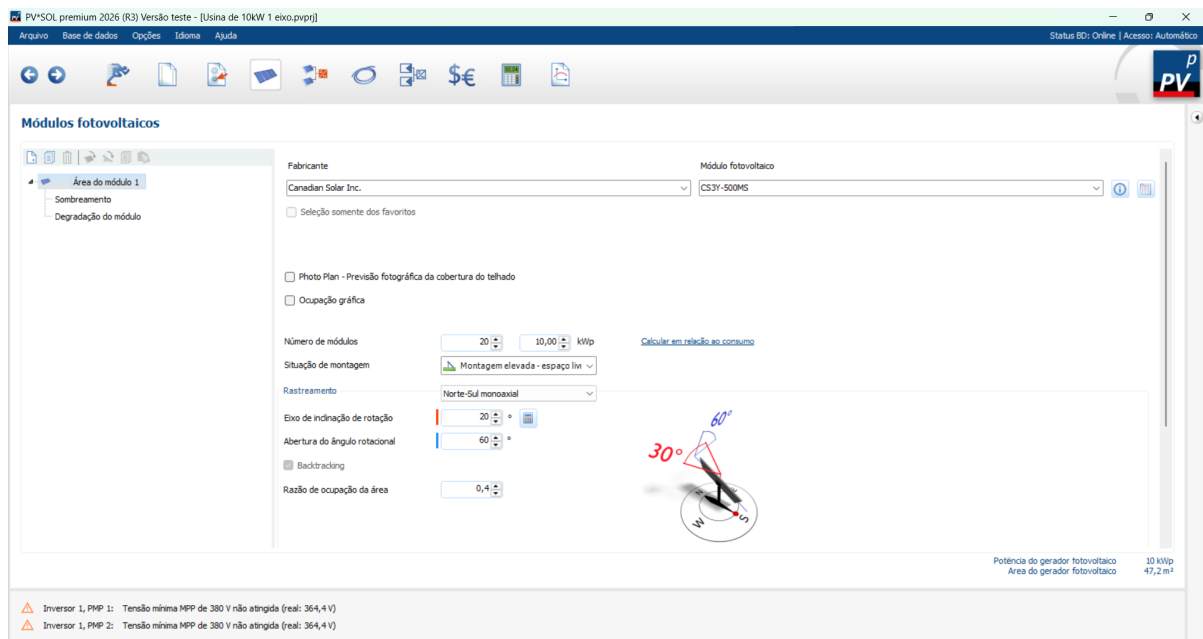 PV*SOL premium 2026 (R3) Versão teste - [Usina de 10kW 1 eixo.pvprj]
Arquivo Base de dados Opções Idioma Ajuda Status BD: Online | Acesso: Automático
$€
p
PV
Módulos fotovoltaicos
Área do módulo 1
Sombreamento
Degradação do módulo
Fabricante Módulo fotovoltaico
Canadian Solar Inc. CS3Y-500MS
Seleção somente dos favoritos
Photo Plan - Previsão fotográfica da cobertura do telhado
Ocupação gráfica
Número de módulos 20 10,00 kWp Calcular em relação ao consumo
Situação de montagem Montagem elevada - espaço livr
Rastreamento Norte-Sul monoaxial
Eixo de inclinação de rotação 20 °
Abertura do ângulo rotacional 60 °
Backtracking
Razão de ocupação da área 0,4
60°
30°
W S
Potência do gerador fotovoltaico 10 kWp
Área do gerador fotovoltaico 47,2 m²
Inversor 1, PMP 1: Tensão mínima MPP de 380 V não atingida (real: 364,4 V)
Inversor 1, PMP 2: Tensão mínima MPP de 380 V não atingida (real: 364,4 V)